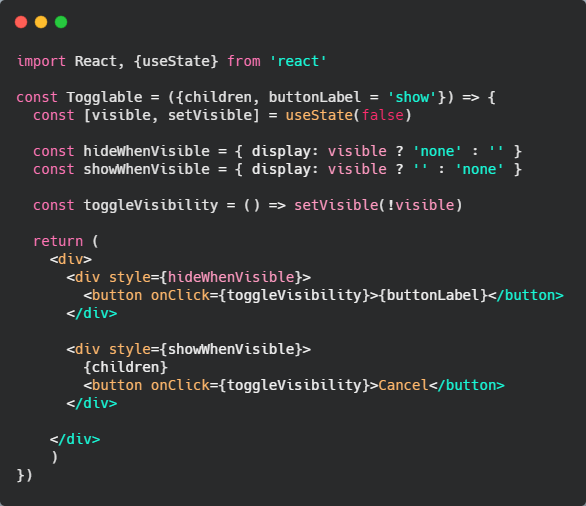 import React, {useState} from 'react'
const Togglable = ({children, buttonLabel = 'show'}) => {
const [visible, setVisible] = useState(false)
const hideWhenVisible = { display: visible ? 'none' : '' }
const showWhenVisible = { display: visible ? '' : 'none' }
const toggleVisibility = () => setVisible(!visible)
return (
<div>
<div style={hideWhenVisible}>
<button onClick={toggleVisibility}>{buttonLabel}</button>
</div>
<div style={showWhenVisible}>
{children}
<button onClick={toggleVisibility}>Cancel</button>
</div>
</div>
)
})